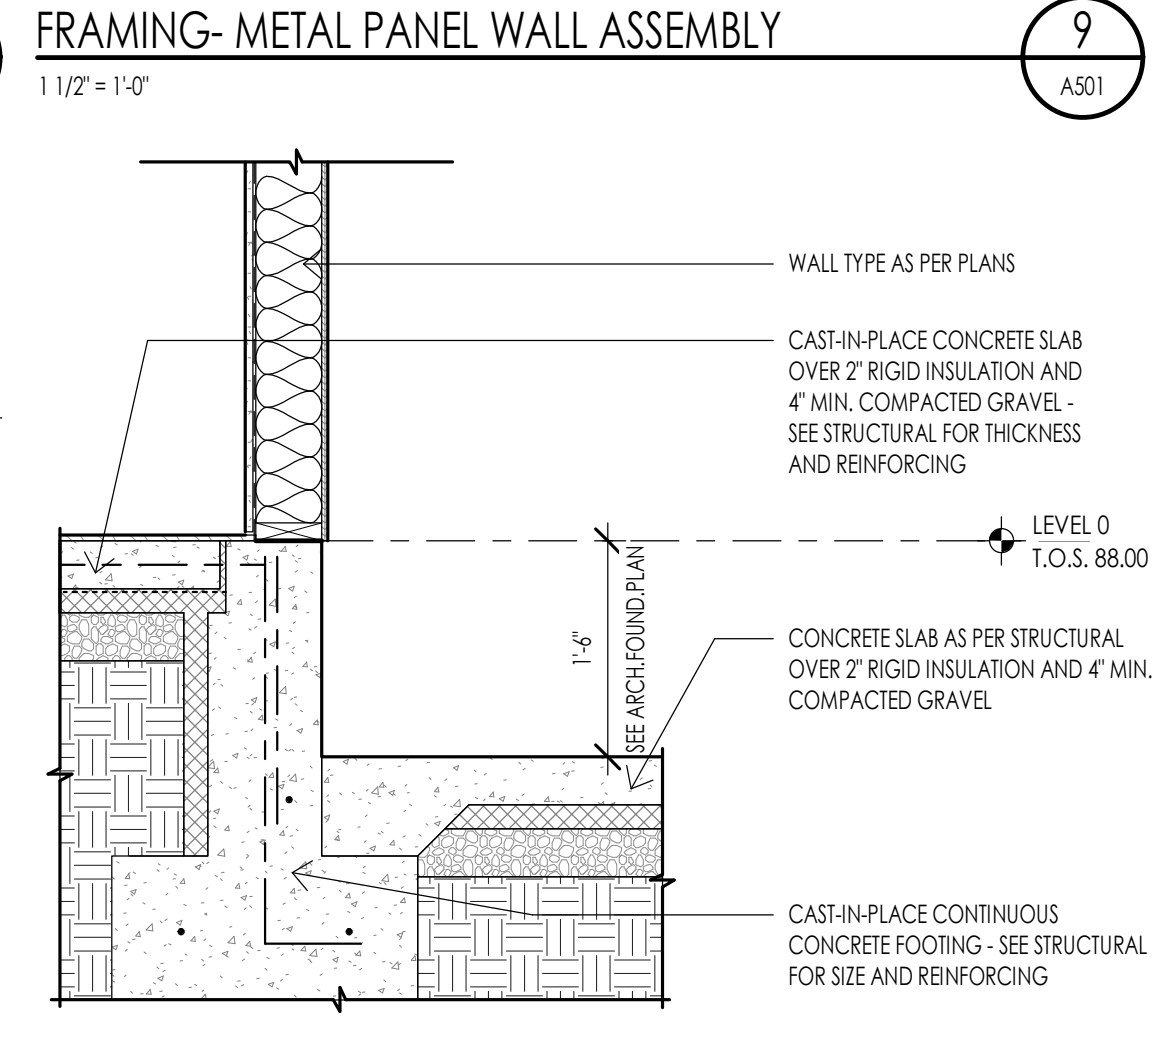 FRAMING- METAL PANEL WALL ASSEMBLY
9
1 1/2" = 1'-0"
A501
WALL TYPE AS PER PLANS
CAST-IN-PLACE CONCRETE SLAB
OVER 2" RIGID INSULATION AND
4" MIN. COMPACTED GRAVEL -
SEE STRUCTURAL FOR THICKNESS
AND REINFORCING
LEVEL 0
T.O.S. 88.00
1'-6"
SEE ARCH.FOUND.PLAN
CONCRETE SLAB AS PER STRUCTURAL
OVER 2" RIGID INSULATION AND 4" MIN.
COMPACTED GRAVEL
CAST-IN-PLACE CONTINUOUS
CONCRETE FOOTING - SEE STRUCTURAL
FOR SIZE AND REINFORCING